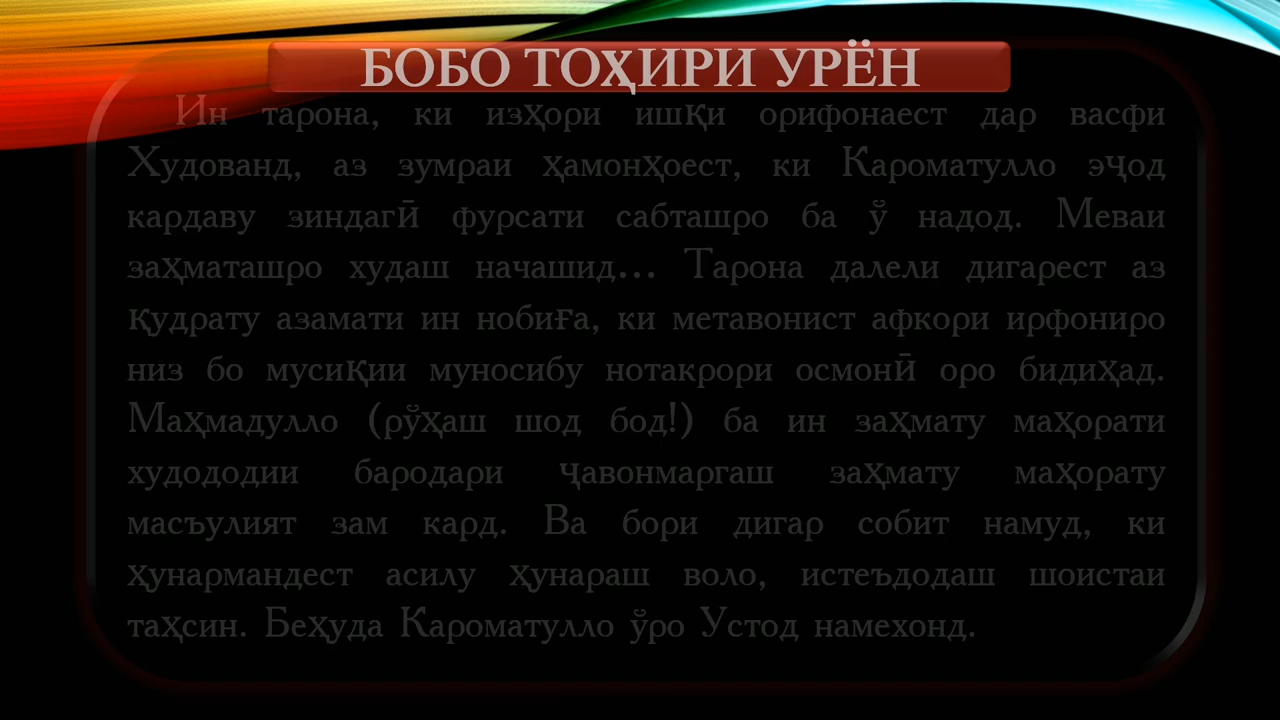 БОБО ТОҲИРИ УРЁН
Ин тарона, ки изҳори ишқи орифонаест дар васфи
Худованд, аз зумраи ҳамонҳоест, ки Кароматулло эҷод
кардаву зиндагӣ фурсати сабташро ба ӯ надод. Меваи
заҳматашро худаш начашид... Тарона далели дигарест аз
қудрату азамати ин нобиға, ки метавонист афкори ирфониро
низ бо мусиқии муносибу нотакрори осмонӣ оро бидиҳад.
Маҳмадулло (рӯҳаш шод бод!) ба ин заҳмату маҳорати
худододии бародари ҷавонмаргаш заҳмату маҳорату
масъулият зам кард. Ва бори дигар собит намуд, ки
ҳунармандест асилу ҳунараш воло, истеъдодаш шоистаи
таҳсин. Беҳуда Кароматулло ӯро Устод намехонд.